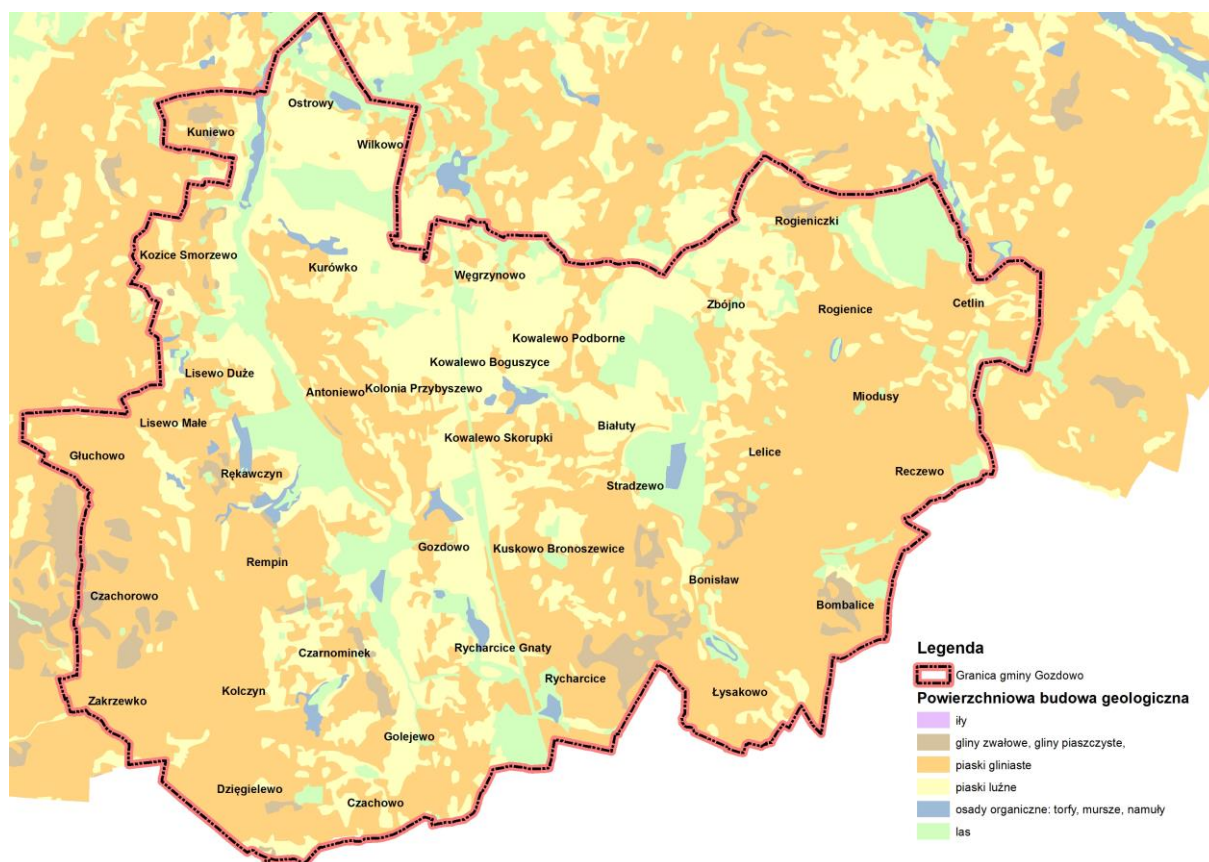 Ostrowy
Kuniewo
Wilkowo
Rogieniczki
Kozice Smorzewo
Kurówko
Węgrzynowo
Zbójno
Rogienice
Cetlin
Kowalewo Podborne
Kowalewo Boguszyce
Lisewo Duże
Antoniewo
Kolonia Przybyszewo
Miodusy
Lisewo Małe
Białuty
Kowalewo Skorupki
Głuchowo
Lelice
Rękawczyn
Reczewo
Stradzewo
Gozdowo
Kuskowo Bronoszewice
Rempin
Bonisław
Czachorowo
Bombalice
Rycharcice Gnaty
Czarnominek
Legenda
Rycharcice
Granica gminy Gozdowo
Kolczyn
Łysakowo
Zakrzewko
Powierzchniowa budowa geologiczna
iły
Golejewo
gliny zwałowe, gliny piaszczyste,
piaski gliniaste
Dzięgielewo
piaski luźne
Czachowo
osady organiczne: torfy, mursze, namuły
las